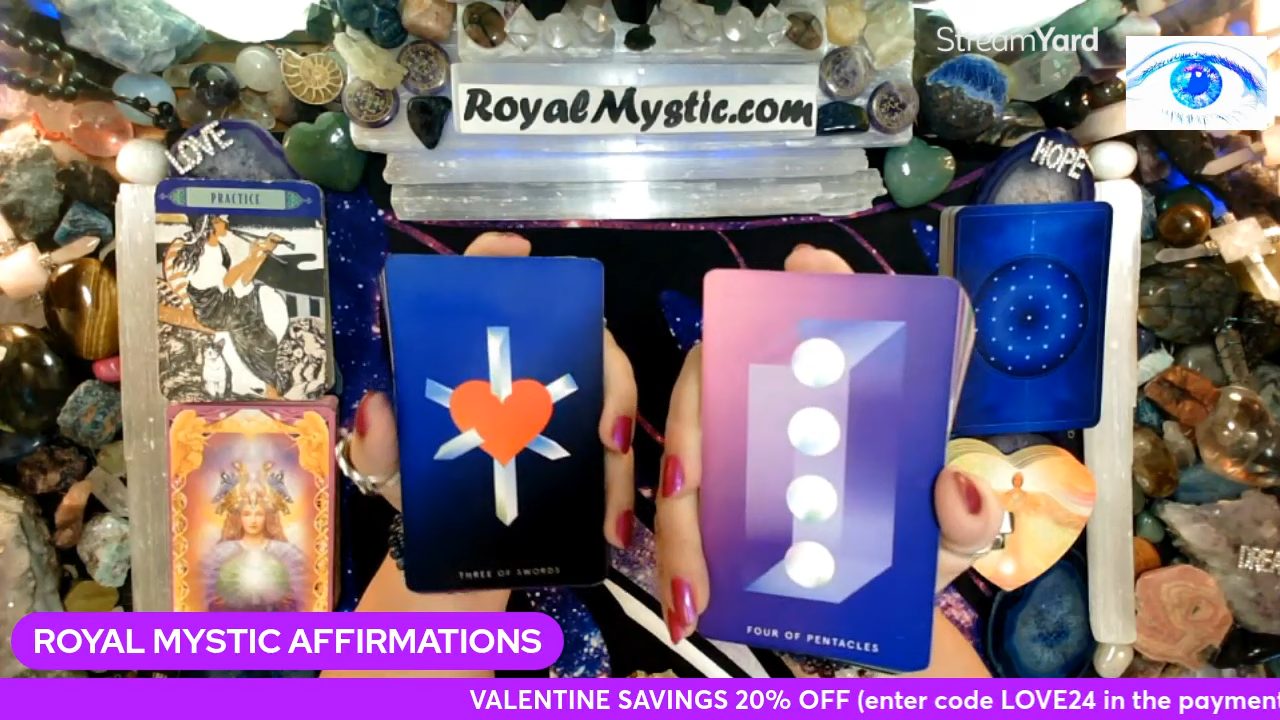 StreamYard
RoyalMystic.com
LOVE
HOPE
PRACTICE
THREE OF SWORDS
FOUR OF PENTACLES
DREA
ROYAL MYSTIC AFFIRMATIONS
VALENTINE SAVINGS 20% OFF (enter code LOVE24 in the payment